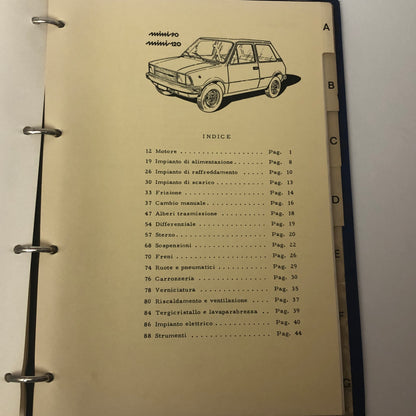 mini 90
mini 120
INDICE
12 Motore Pag. 1
19 Impianto di alimentazione Pag. 8
26 Impianto di raffreddamento Pag. 10
30 Impianto di scarico Pag. 13
33 Frizione Pag. 14
37 Cambio manuale Pag. 16
47 Alberi trasmissione Pag. 18
54 Differenziale Pag. 19
57 Sterzo Pag. 20
68 Sospensioni Pag. 22
70 Freni Pag. 26
74 Ruote e pneumatici Pag. 29
76 Carrozzeria Pag. 30
78 Verniciatura Pag. 35
80 Riscaldamento e ventilazione Pag. 37
84 Tergicristallo e lavaparabrezza Pag. 39
86 Impianto elettrico Pag. 40
88 Strumenti Pag. 44
A
B
C
D
E
F
G